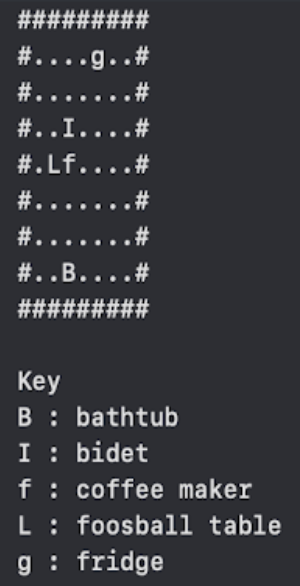 #########
#....g..#
#.......#
#..I....#
#.Lf....#
#.......#
#.......#
#..B....#
#########

Key
B : bathtub
I : bidet
f : coffee maker
L : foosball table
g : fridge